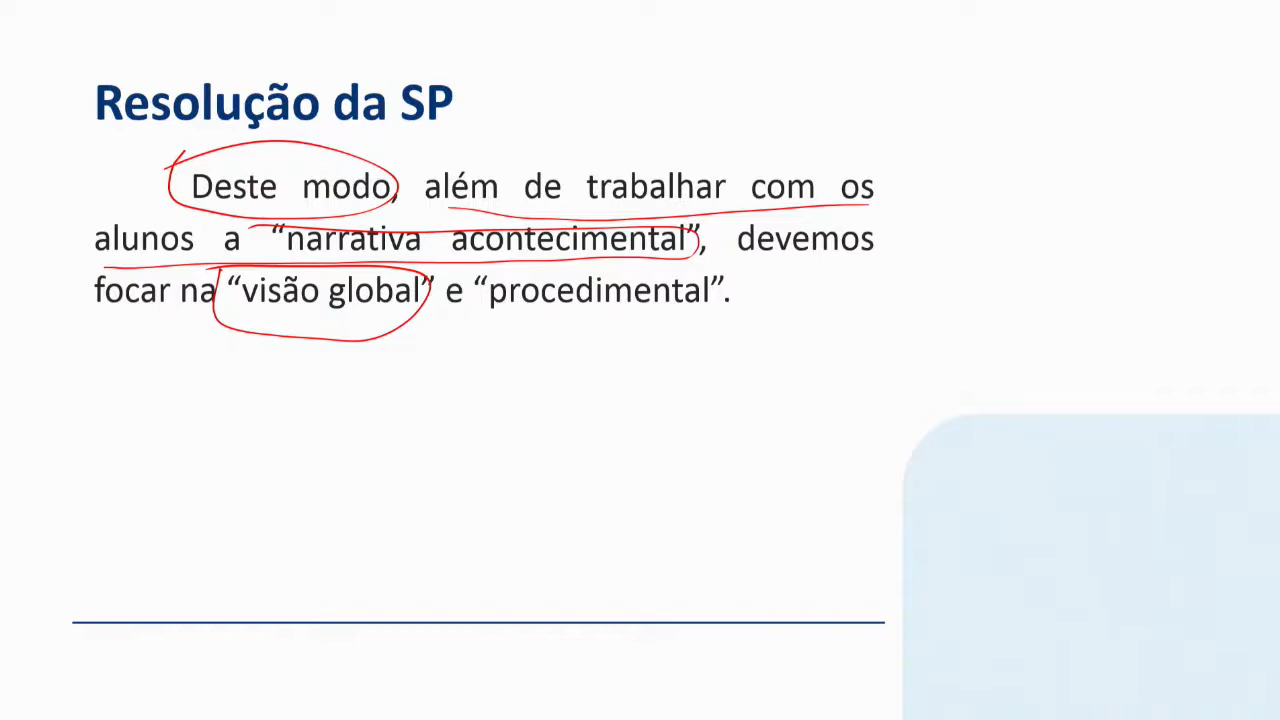 Resolução da SP
Deste modo, além de trabalhar com os
alunos a “narrativa acontecimental”, devemos
focar na “visão global” e “procedimental”.